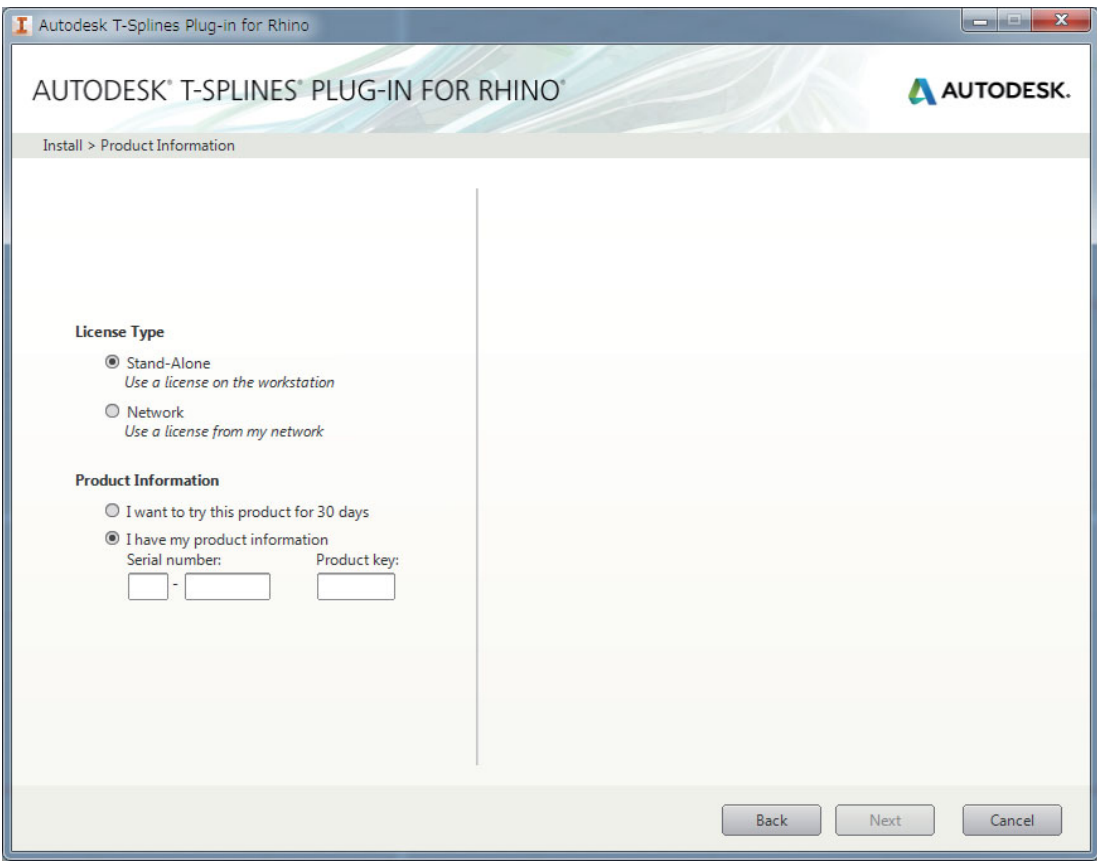 Autodesk T-Splines Plug-in for Rhino
AUTODESK® T-SPLINES® PLUG-IN FOR RHINO®
AUTODESK.
Install > Product Information
License Type
Stand-Alone
Use a license on the workstation
Network
Use a license from my network
Product Information
I want to try this product for 30 days
I have my product information
Serial number: Product key:
-
Back Next Cancel